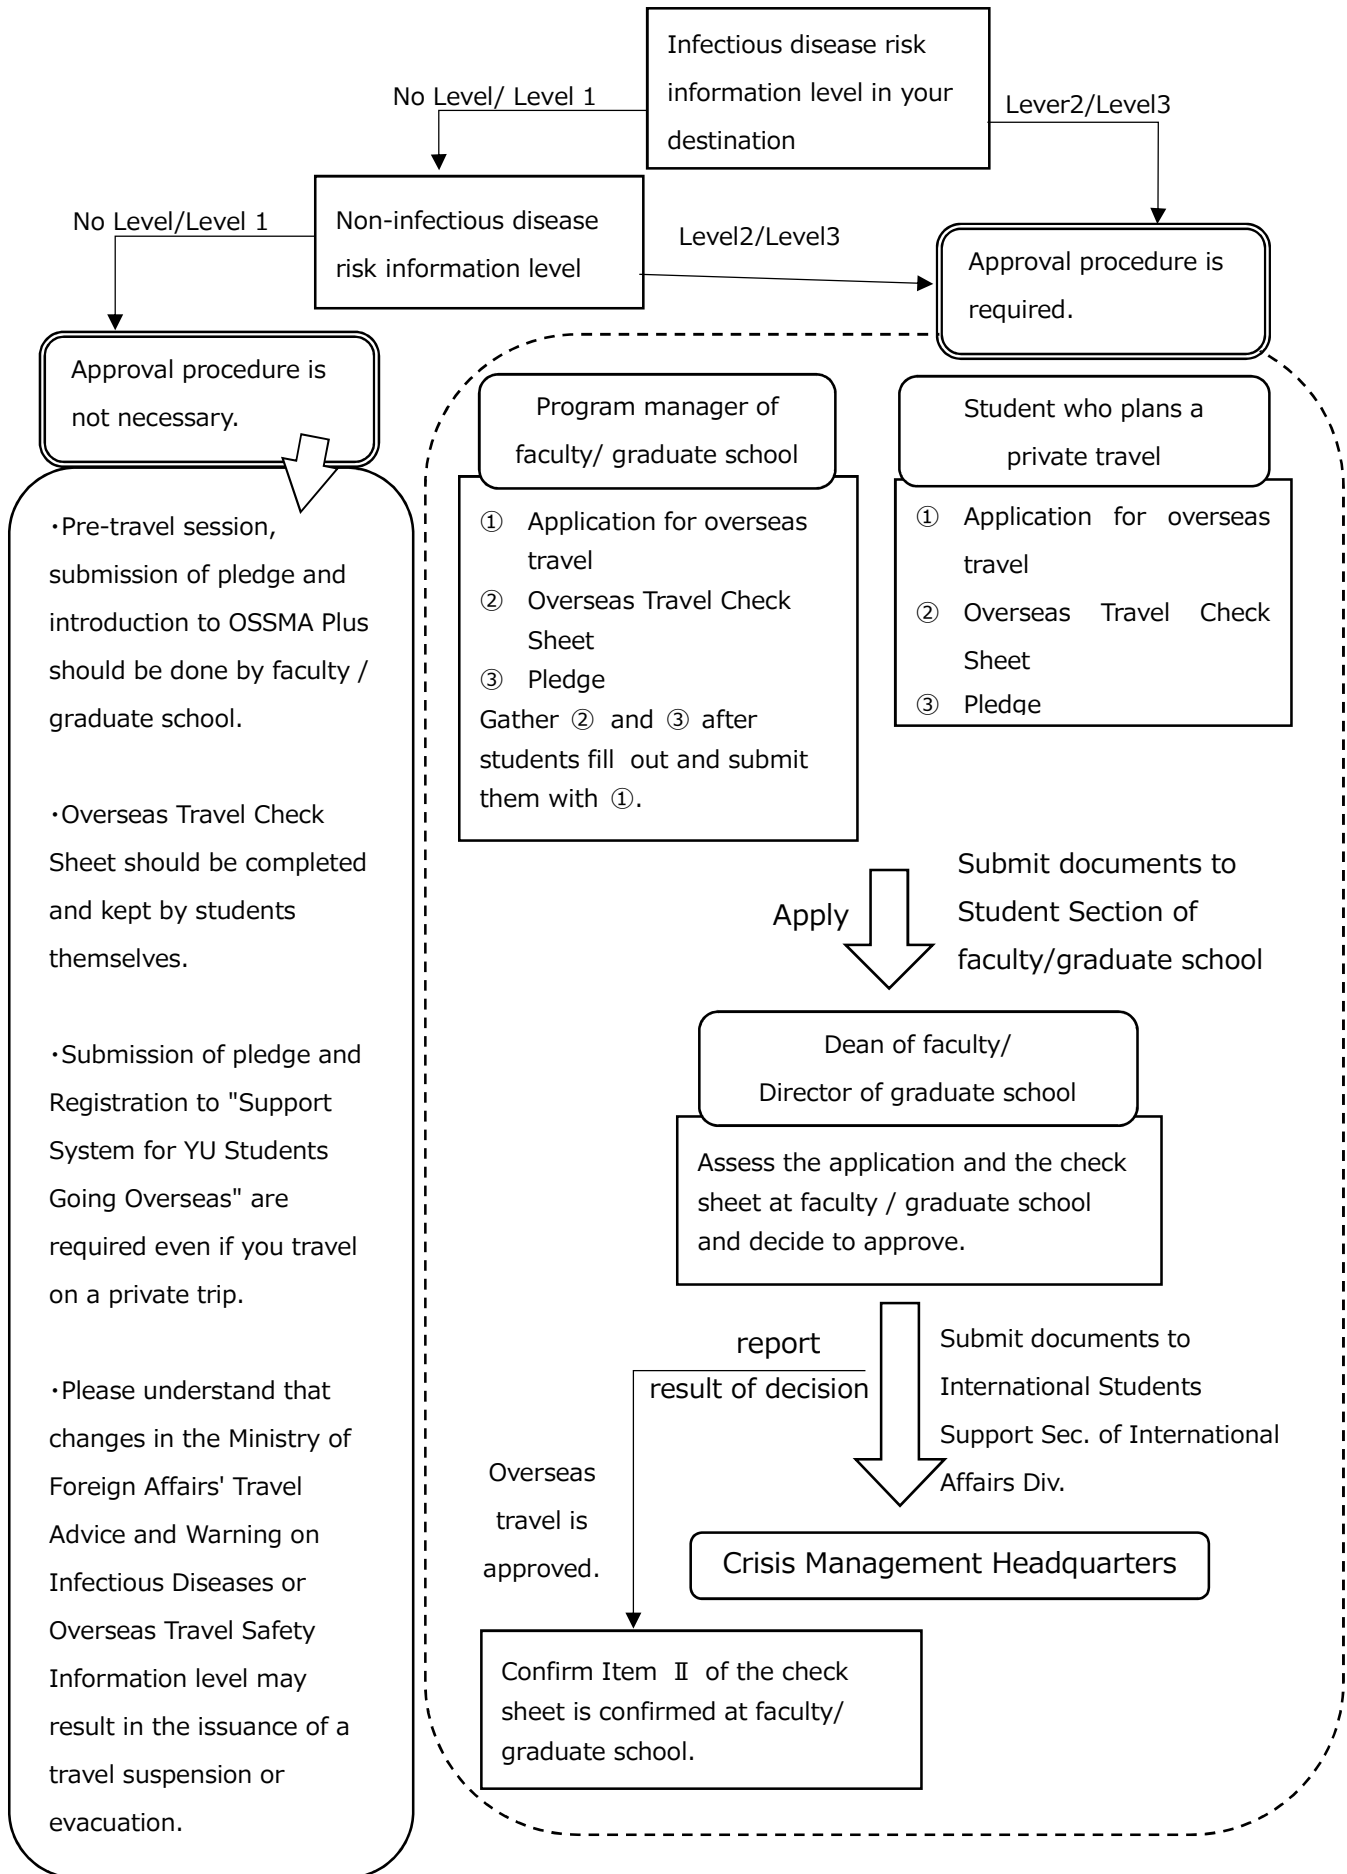 Infectious disease risk
information level in your
destination
No Level/ Level 1
Lever2/Level3
Non-infectious disease
risk information level
No Level/Level 1
Level2/Level3
Approval procedure is
required.
Approval procedure is
not necessary.
・Pre-travel session,
submission of pledge and
introduction to OSSMA Plus
should be done by faculty /
graduate school.
・Overseas Travel Check
Sheet should be completed
and kept by students
themselves.
・Submission of pledge and
Registration to "Support
System for YU Students
Going Overseas" are
required even if you travel
on a private trip.
・Please understand that
changes in the Ministry of
Foreign Affairs' Travel
Advice and Warning on
Infectious Diseases or
Overseas Travel Safety
Information level may
result in the issuance of a
travel suspension or
evacuation.
Program manager of
faculty/ graduate school
① Application for overseas
travel
② Overseas Travel Check
Sheet
③ Pledge
Gather ② and ③ after
students fill out and submit
them with ①.
Student who plans a
private travel
① Application for overseas
travel
② Overseas Travel Check
Sheet
③ Pledge
Apply
Submit documents to
Student Section of
faculty/graduate school
Dean of faculty/
Director of graduate school
Assess the application and the check
sheet at faculty / graduate school
and decide to approve.
report
result of decision
Submit documents to
International Students
Support Sec. of International
Affairs Div.
Overseas
travel is
approved.
Crisis Management Headquarters
Confirm Item Ⅱ of the check
sheet is confirmed at faculty/
graduate school.